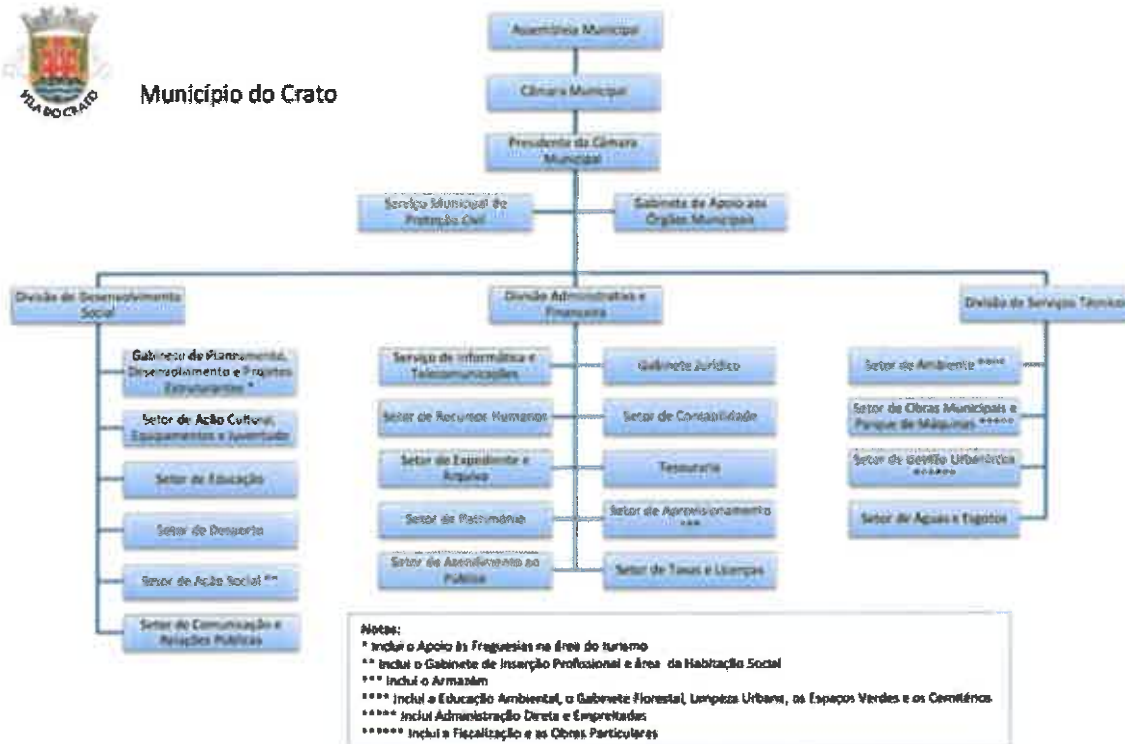 Assembleia Municipal
VILA DO CRATO
Município do Crato
Câmara Municipal
Presidente da Câmara
Municipal
Serviço Municipal de
Proteção Civil
Gabinete de Apoio aos
Órgãos Municipais
Divisão de Desenvolvimento
Social
Divisão Administrativa e
Financeira
Divisão de Serviços Técnicos
Gabinete de Planeamento,
Desenvolvimento e Projetos
Estruturantes *
Setor de Ação Cultural,
Equipamentos e Juventude
Setor de Educação
Setor de Desporto
Setor de Ação Social **
Setor de Comunicação e
Relações Públicas
Serviço de Informática e
Telecomunicações
Setor de Recursos Humanos
Setor de Expediente e
Arquivo
Setor de Património
Setor de Atendimento ao
Público
Gabinete Jurídico
Setor de Contabilidade
Tesouraria
Setor de Aprovisionamento
***
Setor de Taxas e Licenças
Setor de Ambiente ****
Setor de Obras Municipais e
Parque de Máquinas *****
Setor de Gestão Urbanística
******
Setor de Águas e Esgotos
Notas:
* Inclui o Apoio às Freguesias na área do turismo
** Inclui o Gabinete de Inserção Profissional e área da Habitação Social
*** Inclui o Armazém
**** Inclui a Educação Ambiental, o Gabinete Florestal, Limpeza Urbana, os Espaços Verdes e os Cemitérios
***** Inclui Administração Direta e Empreitadas
****** Inclui a Fiscalização e as Obras Particulares